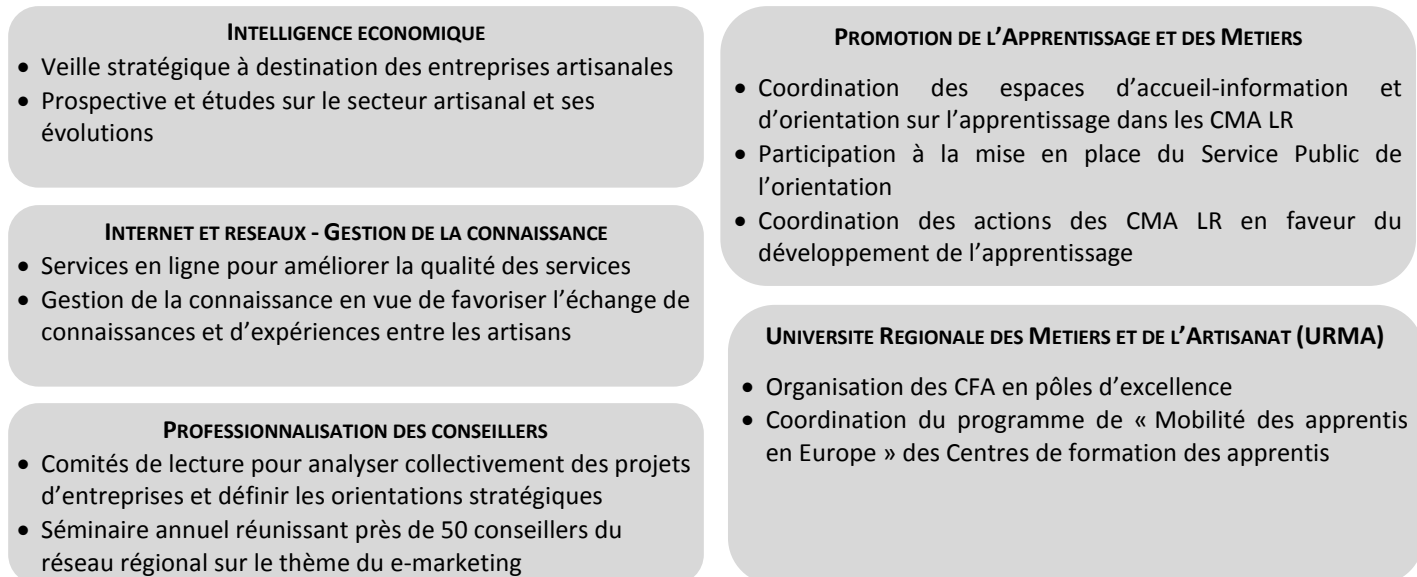 INTELLIGENCE ECONOMIQUE
• Veille stratégique à destination des entreprises artisanales
• Prospective et études sur le secteur artisanal et ses
évolutions
INTERNET ET RESEAUX - GESTION DE LA CONNAISSANCE
• Services en ligne pour améliorer la qualité des services
• Gestion de la connaissance en vue de favoriser l’échange de
connaissances et d’expériences entre les artisans
PROFESSIONNALISATION DES CONSEILLERS
• Comités de lecture pour analyser collectivement des projets
d’entreprises et définir les orientations stratégiques
• Séminaire annuel réunissant près de 50 conseillers du
réseau régional sur le thème du e-marketing
PROMOTION DE L’APPRENTISSAGE ET DES METIERS
• Coordination des espaces d’accueil-information et
d’orientation sur l’apprentissage dans les CMA LR
• Participation à la mise en place du Service Public de
l’orientation
• Coordination des actions des CMA LR en faveur du
développement de l’apprentissage
UNIVERSITE REGIONALE DES METIERS ET DE L’ARTISANAT (URMA)
• Organisation des CFA en pôles d’excellence
• Coordination du programme de « Mobilité des apprentis
en Europe » des Centres de formation des apprentis